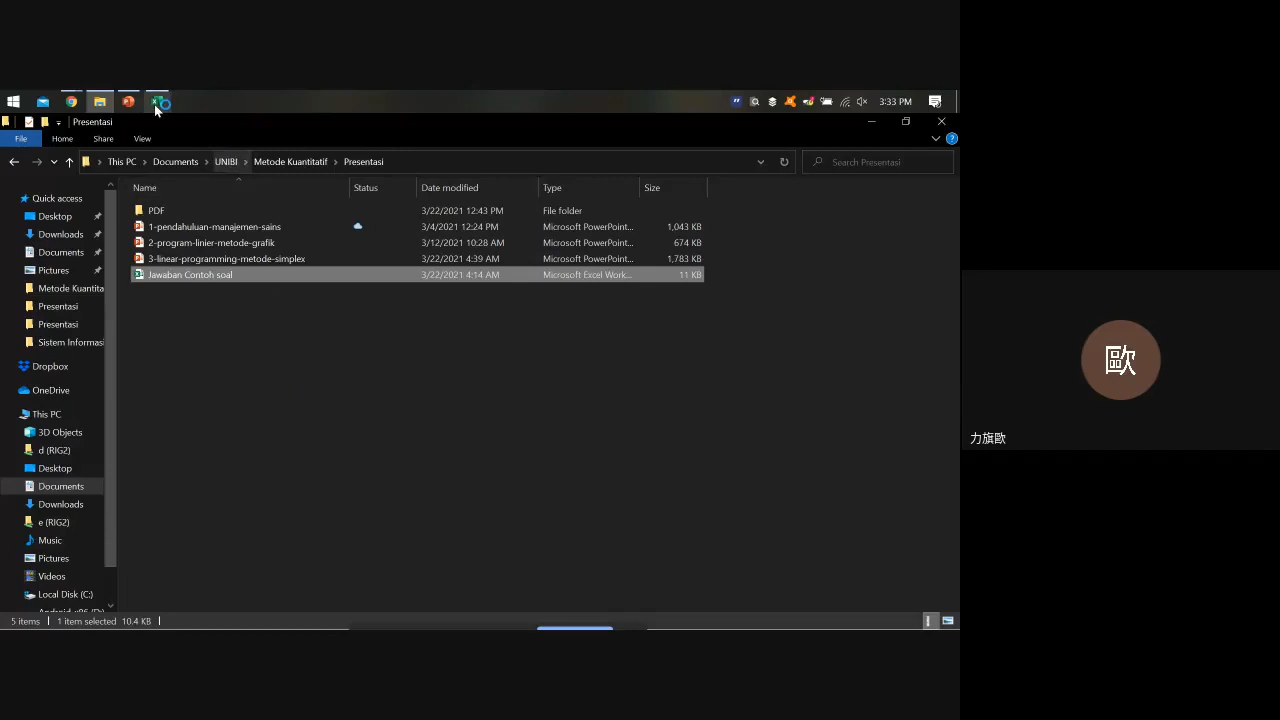 3:33 PM
Presentasi
File Home Share View
This PC Documents UNIBI Metode Kuantitatif Presentasi
Search Presentasi
Name Status Date modified Type Size
PDF 3/22/2021 12:43 PM File folder
1-pendahuluan-manajemen-sains 3/4/2021 12:24 PM Microsoft PowerPoint... 1,043 KB
2-program-linier-metode-grafik 3/12/2021 10:28 AM Microsoft PowerPoint... 674 KB
3-linear-programming-metode-simplex 3/22/2021 4:39 AM Microsoft PowerPoint... 1,783 KB
Jawaban Contoh soal 3/22/2021 4:14 AM Microsoft Excel Work... 11 KB
Quick access
Desktop
Downloads
Documents
Pictures
Metode Kuantita
Presentasi
Presentasi
Sistem Informas
Dropbox
OneDrive
This PC
3D Objects
d (RIG2)
Desktop
Documents
Downloads
e (RIG2)
Music
Pictures
Videos
Local Disk (C:)
5 items 1 item selected 10.4 KB
歐
力旗歐